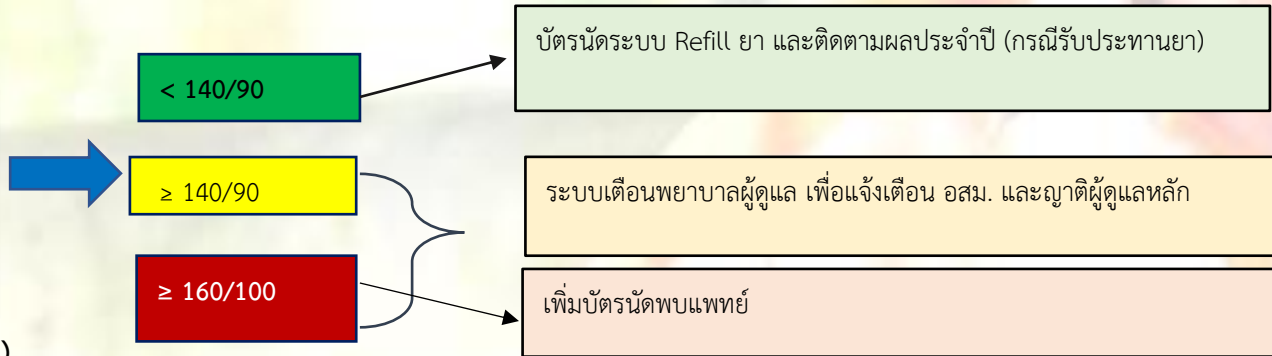 บัตรนัดระบบ Refill ยา และติดตามผลประจำปี (กรณีรับประทานยา)
< 140/90
≥ 140/90
ระบบเตือนพยาบาลผู้ดูแล เพื่อแจ้งเตือน อสม. และญาติผู้ดูแลหลัก
≥ 160/100
เพิ่มบัตรนัดพบแพทย์
)